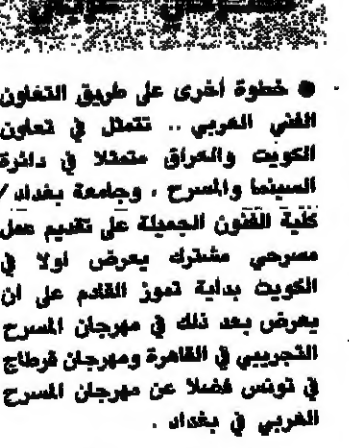 ● خطوة أخرى على طريق التعاون
الفني العربي .. تتمثل في تعاون
الكويت والعراق متمثلا في دائرة
السينما والمسرح ، وجامعة بغداد /
كلية الفنون الجميلة على تقديم عمل
مسرحي مشترك يعرض اولا في
الكويت بداية تموز القادم على ان
يعرض بعد ذلك في مهرجان المسرح
التجريبي في القاهرة ومهرجان قرطاج
في تونس فضلا عن مهرجان المسرح
العربي في بغداد .